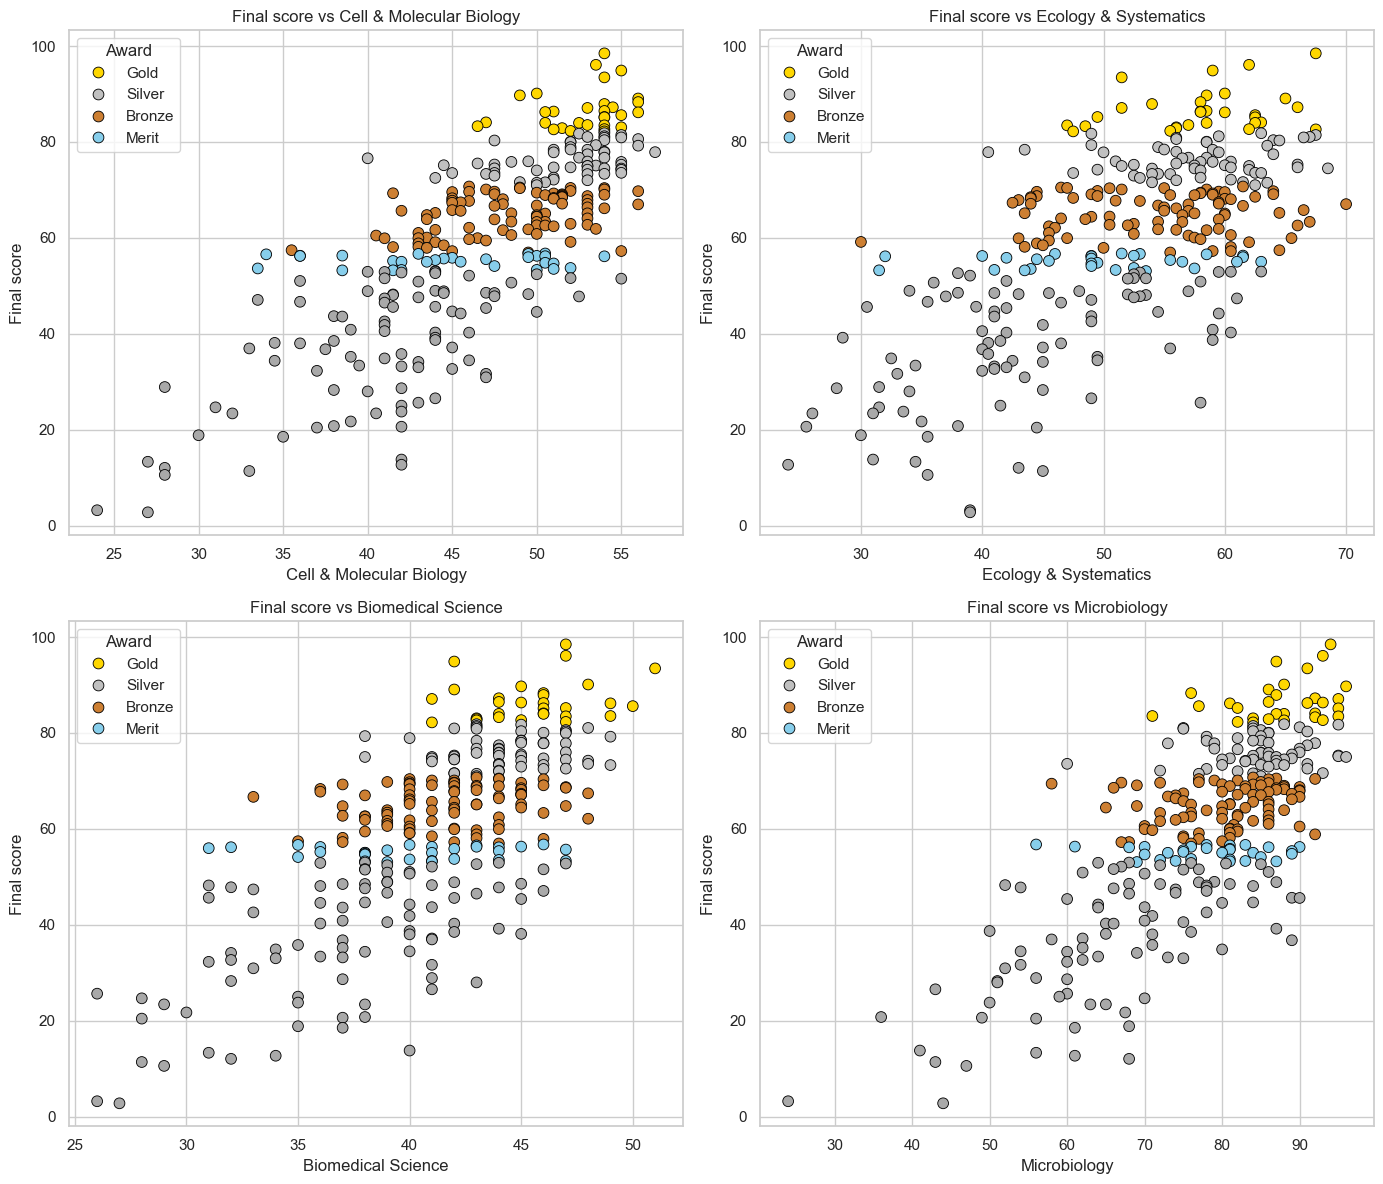 Final score vs Cell & Molecular Biology
Final score
100
80
60
40
20
0
Award
Gold
Silver
Bronze
Merit
25 30 35 40 45 50 55
Cell & Molecular Biology
Final score vs Ecology & Systematics
Final score
100
80
60
40
20
0
Award
Gold
Silver
Bronze
Merit
30 40 50 60 70
Ecology & Systematics
Final score vs Biomedical Science
Final score
100
80
60
40
20
0
Award
Gold
Silver
Bronze
Merit
25 30 35 40 45 50
Biomedical Science
Final score vs Microbiology
Final score
100
80
60
40
20
0
Award
Gold
Silver
Bronze
Merit
30 40 50 60 70 80 90
Microbiology